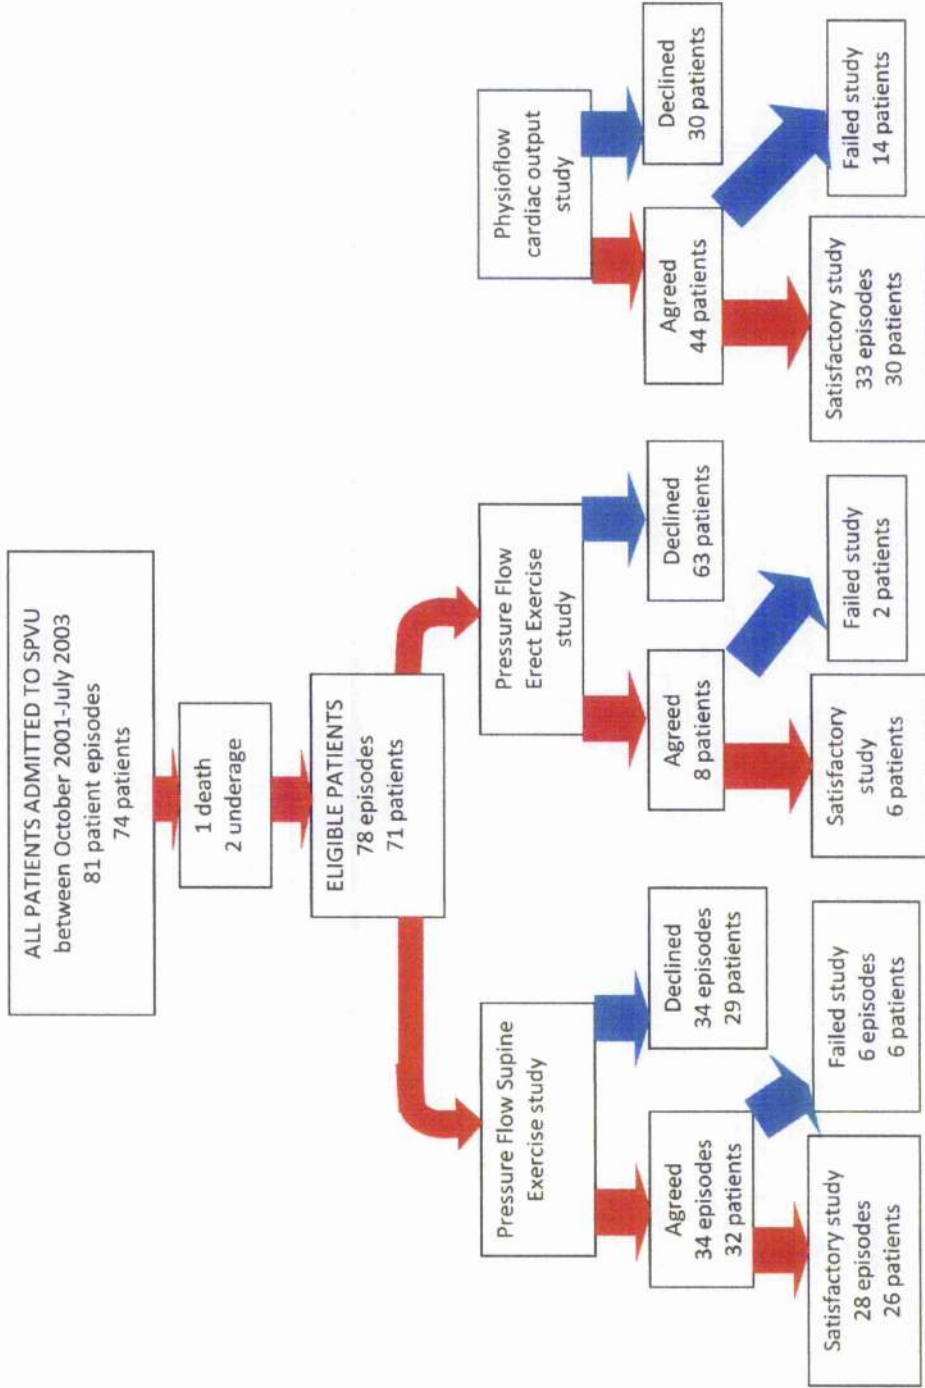 ALL PATIENTS ADMITTED TO SPVU
between October 2001-July 2003
81 patient episodes
74 patients
1 death
2 underage
ELIGIBLE PATIENTS
78 episodes
71 patients
Pressure Flow Supine
Exercise study
Agreed
34 episodes
32 patients
Declined
34 episodes
29 patients
Satisfactory study
28 episodes
26 patients
Failed study
6 episodes
6 patients
Pressure Flow
Erect Exercise
study
Agreed
8 patients
Declined
63 patients
Satisfactory
study
6 patients
Failed study
2 patients
Physioflow
cardiac output
study
Agreed
44 patients
Declined
30 patients
Satisfactory study
33 episodes
30 patients
Failed study
14 patients